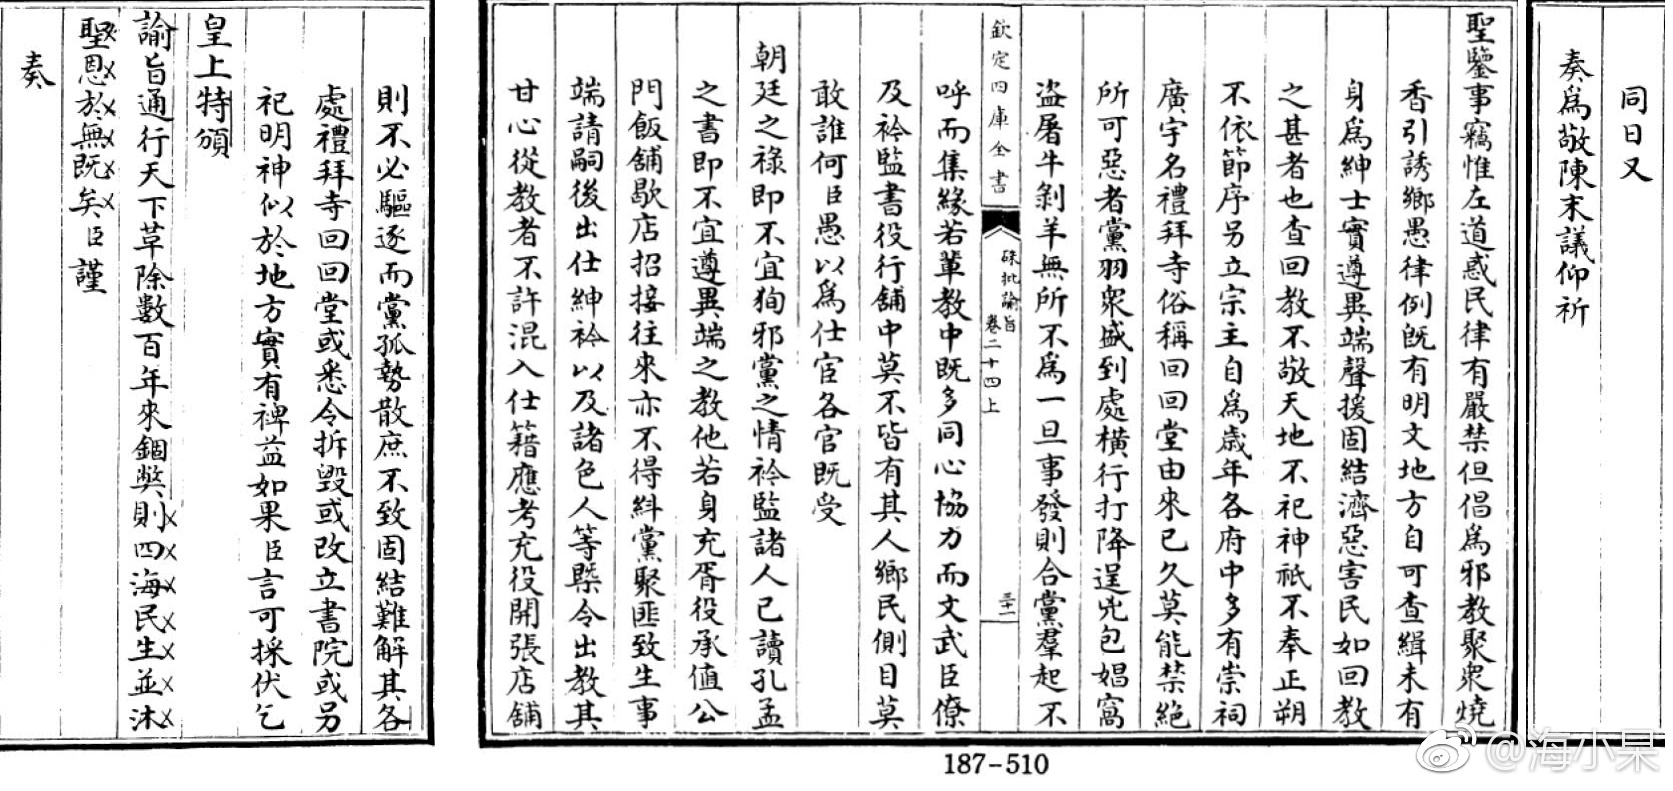 同日又
奏爲敬陳末議仰祈
聖鑒事竊惟左道惑民律有嚴禁但倡爲邪教聚衆燒
香引誘鄉愚律例旣有明文地方自可查緝未有
身爲紳士實遵異端聲援固結濟惡害民如回教
之甚者也查回教不敬天地不祀神祇不奉正朔
不依節序另立宗主自爲歲年各府中多有崇祠
廣宇名禮拜寺俗稱回回堂由來已久莫能禁絶
所可惡者黨羽衆盛到處橫行打降逞兇包娼窩
盜屠牛剝羊無所不爲一旦事發則合黨羣起不
欽定四庫全書
硃批諭旨
卷二十四上
三十一
呼而集緣若輩教中既多同心協力而文武臣僚
及衿監書役行舖中莫不皆有其人鄉民側目莫
敢誰何臣愚以爲仕宦各官既受
朝廷之禄即不宜狥邪黨之情衿監諸人已讀孔孟
之書即不宜遵異端之教他若身充胥役承値公
門飯舖歇店招接往來亦不得糾黨聚匪致生事
端請嗣後出仕紳衿以及諸色人等槩令出教其
甘心從教者不許混入仕籍應考充役開張店舖
則不必驅逐而黨孤勢散庶不致固結難解其各
處禮拜寺回回堂或悉令拆毀或改立書院或另
祀明神似於地方實有裨益如果臣言可採伏乞
皇上特頒
諭旨通行天下革除數百年來錮獘則四海民生並沐
聖恩於無既矣臣謹
奏
187-510
@海小杲